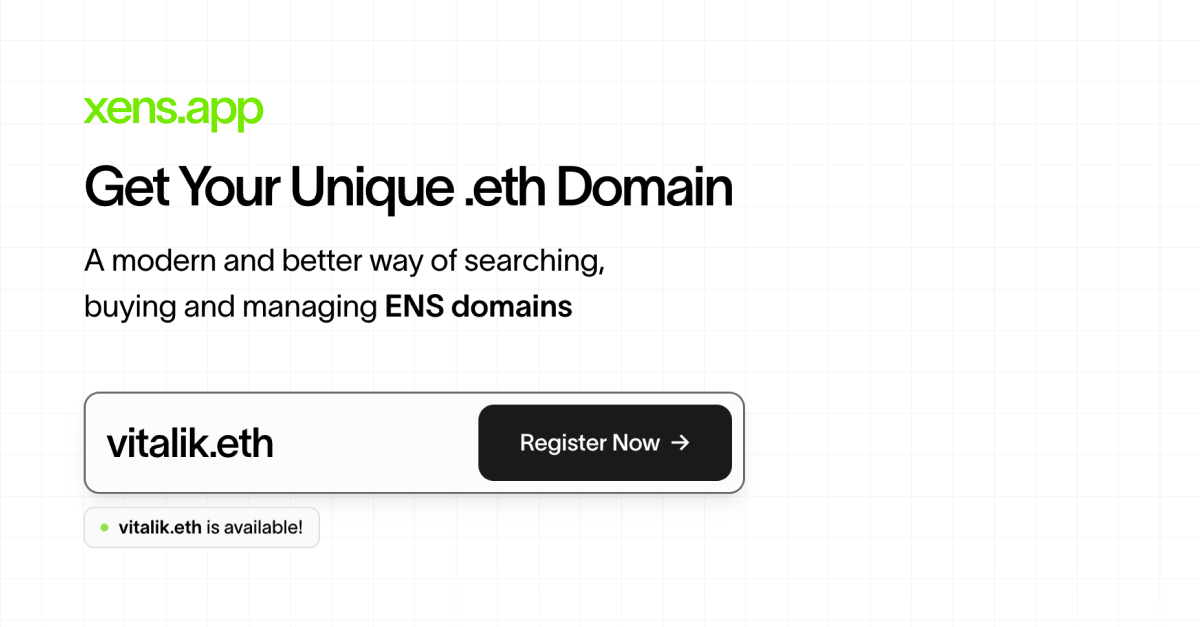 xens.app
Get Your Unique .eth Domain
A modern and better way of searching,
buying and managing ENS domains
vitalik.eth
Register Now →
vitalik.eth is available!